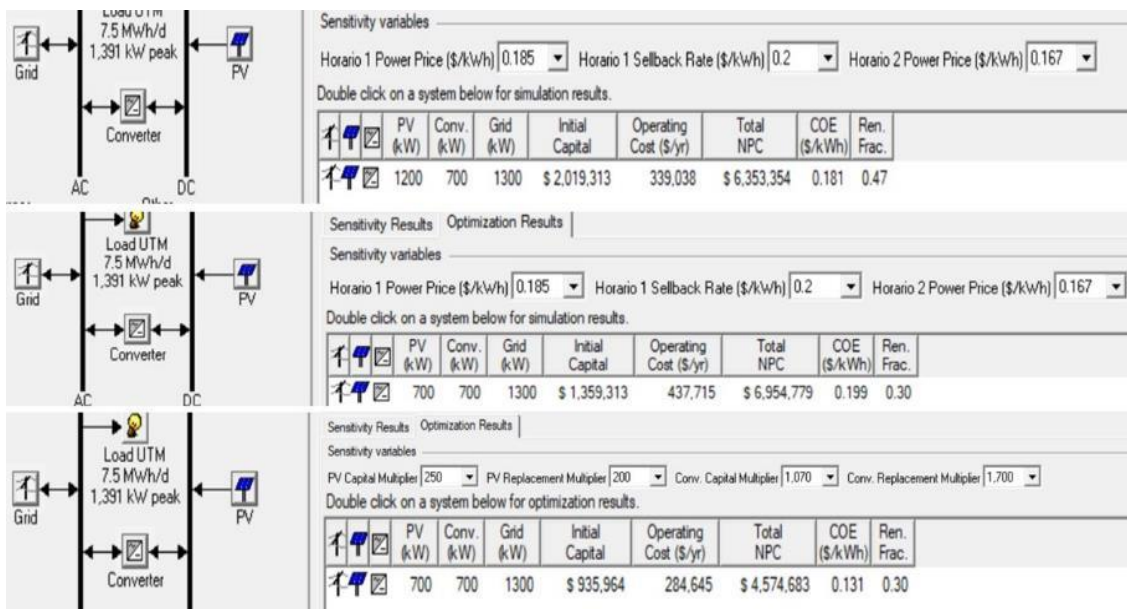 Load UTM
7.5 MWh/d
1,391 kW peak
Grid
PV
Converter
AC DC
Sensitivity variables
Horario 1 Power Price ($/kWh) 0.185 Horario 1 Sellback Rate ($/kWh) 0.2 Horario 2 Power Price ($/kWh) 0.167
Double click on a system below for simulation results.
PV (kW) Conv. (kW) Grid (kW) Initial Capital Operating Cost ($/yr) Total NPC COE ($/kWh) Ren. Frac.
1200 700 1300 $ 2,019,313 339,038 $ 6,353,354 0.181 0.47
Load UTM
7.5 MWh/d
1,391 kW peak
Grid
PV
Converter
AC DC
Sensitivity Results Optimization Results
Sensitivity variables
Horario 1 Power Price ($/kWh) 0.185 Horario 1 Sellback Rate ($/kWh) 0.2 Horario 2 Power Price ($/kWh) 0.167
Double click on a system below for simulation results.
PV (kW) Conv. (kW) Grid (kW) Initial Capital Operating Cost ($/yr) Total NPC COE ($/kWh) Ren. Frac.
700 700 1300 $ 1,359,313 437,715 $ 6,954,779 0.199 0.30
Load UTM
7.5 MWh/d
1,391 kW peak
Grid
PV
Converter
Sensitivity Results Optimization Results
Sensitivity variables
PV Capital Multiplier 250 PV Replacement Multiplier 200 Conv. Capital Multiplier 1,070 Conv. Replacement Multiplier 1,700
Double click on a system below for optimization results.
PV (kW) Conv. (kW) Grid (kW) Initial Capital Operating Cost ($/yr) Total NPC COE ($/kWh) Ren. Frac.
700 700 1300 $ 935,964 284,645 $ 4,574,683 0.131 0.30